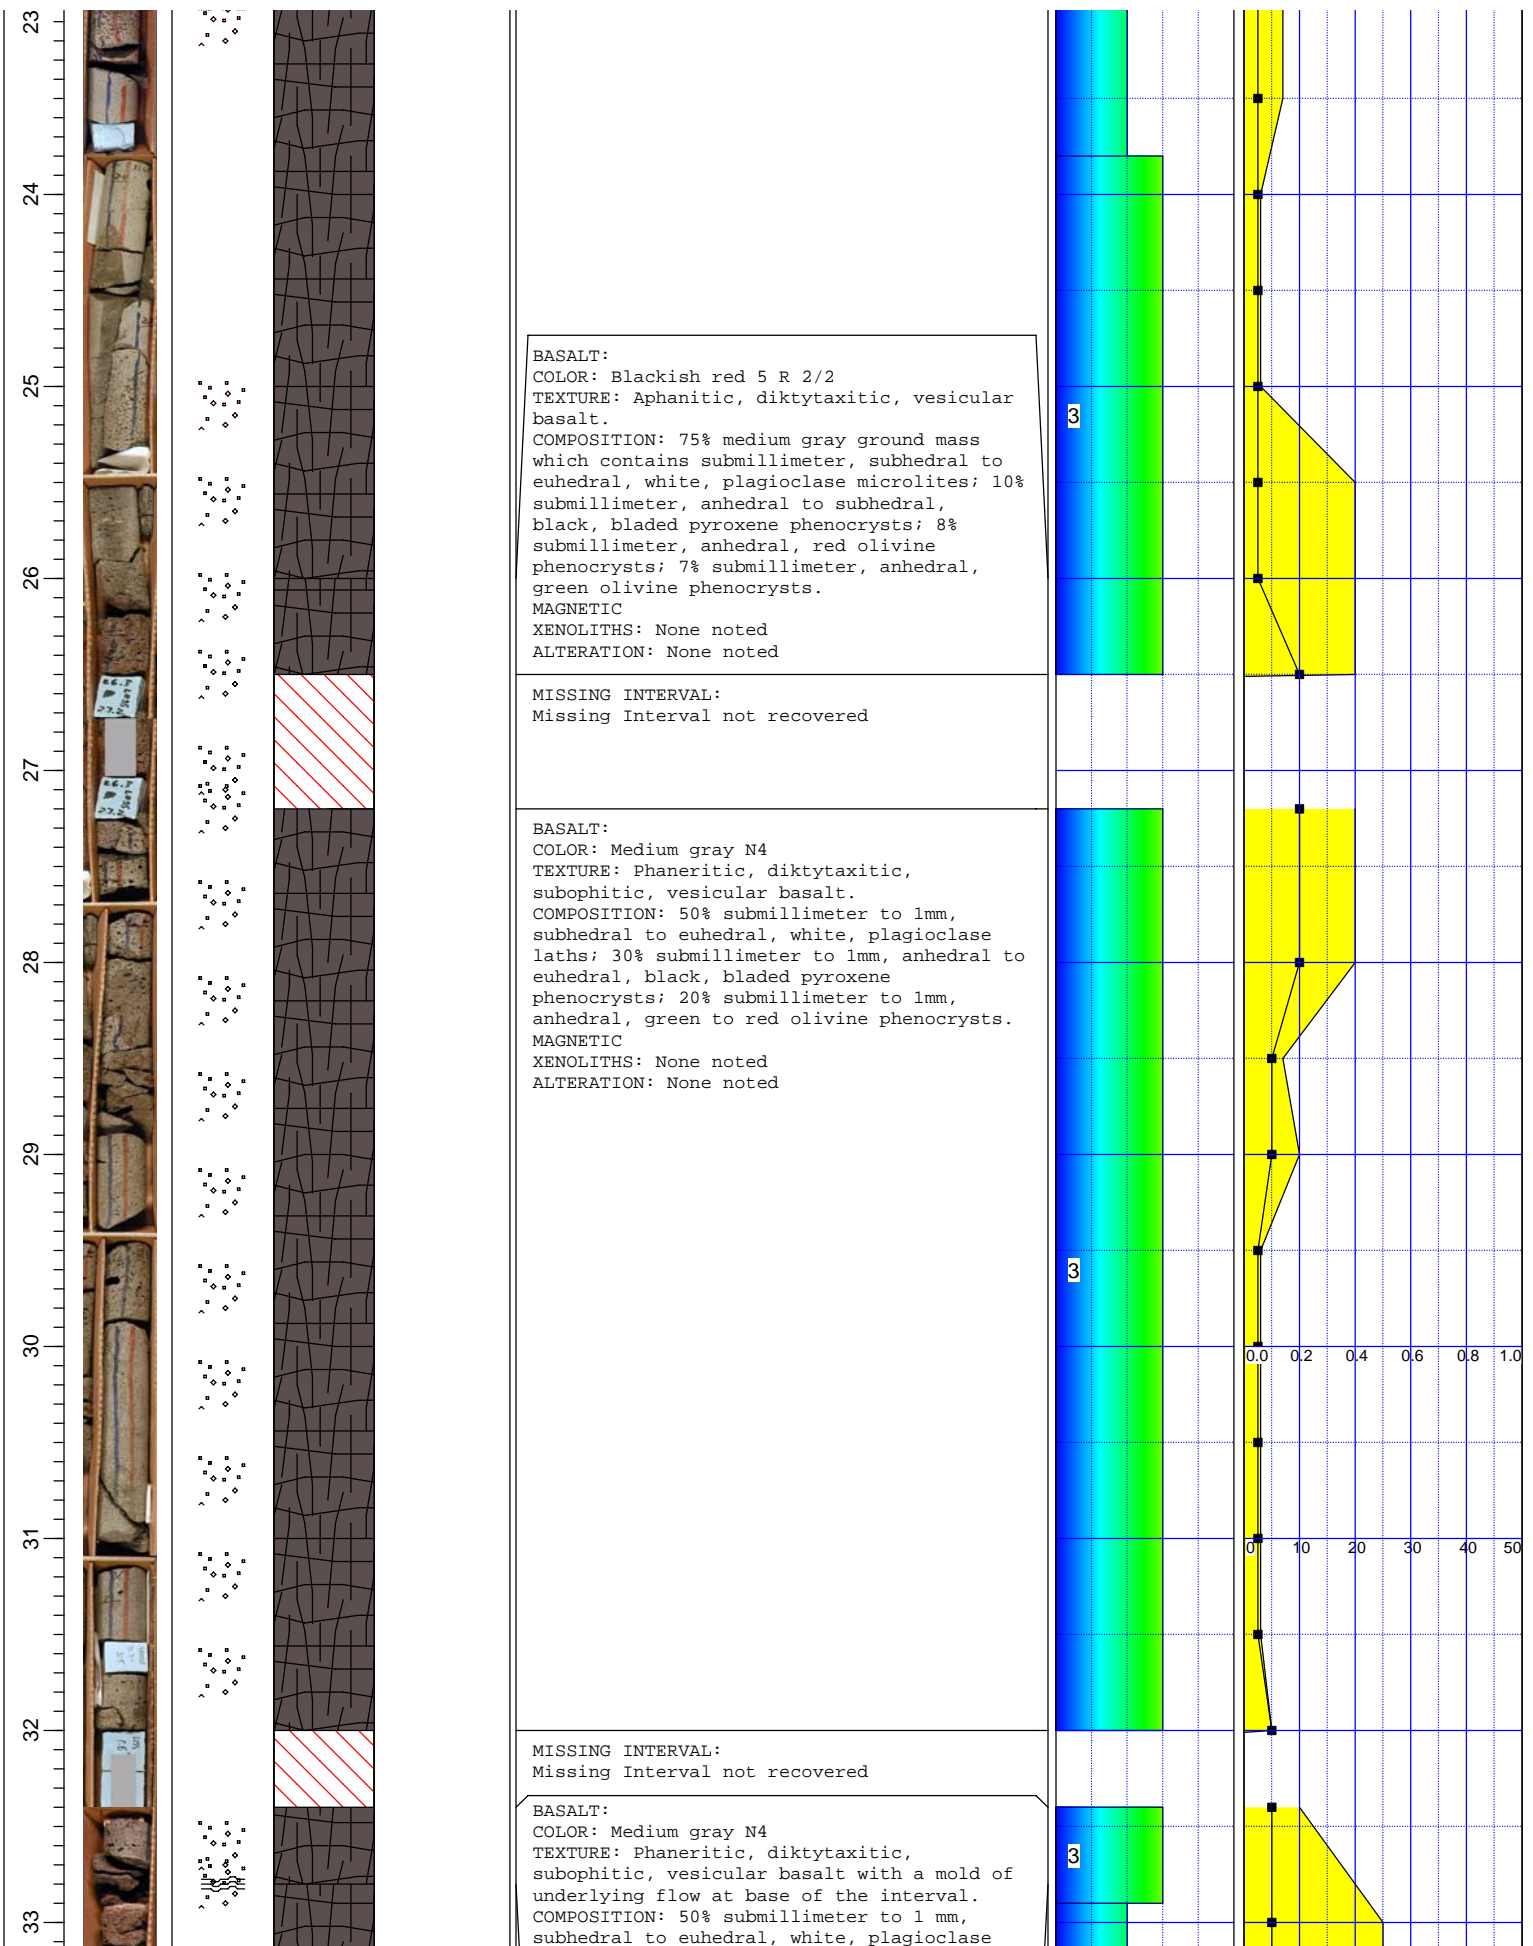 23
24
25
26
27
28
29
30
31
32
33
BASALT:
COLOR: Blackish red 5 R 2/2
TEXTURE: Aphanitic, diktytaxitic, vesicular
basalt.
COMPOSITION: 75% medium gray ground mass
which contains submillimeter, subhedral to
euhedral, white, plagioclase microlites; 10%
submillimeter, anhedral to subhedral,
black, bladed pyroxene phenocrysts; 8%
submillimeter, anhedral, red olivine
phenocrysts; 7% submillimeter, anhedral,
green olivine phenocrysts.
MAGNETIC
XENOLITHS: None noted
ALTERATION: None noted
MISSING INTERVAL:
Missing Interval not recovered
BASALT:
COLOR: Medium gray N4
TEXTURE: Phaneritic, diktytaxitic,
subophitic, vesicular basalt.
COMPOSITION: 50% submillimeter to 1mm,
subhedral to euhedral, white, plagioclase
laths; 30% submillimeter to 1mm, anhedral to
euhedral, black, bladed pyroxene
phenocrysts; 20% submillimeter to 1mm,
anhedral, green to red olivine phenocrysts.
MAGNETIC
XENOLITHS: None noted
ALTERATION: None noted
MISSING INTERVAL:
Missing Interval not recovered
BASALT:
COLOR: Medium gray N4
TEXTURE: Phaneritic, diktytaxitic,
subophitic, vesicular basalt with a mold of
underlying flow at base of the interval.
COMPOSITION: 50% submillimeter to 1 mm,
subhedral to euhedral, white, plagioclase
3
3
3
0.0 0.2 0.4 0.6 0.8 1.0
0 10 20 30 40 50